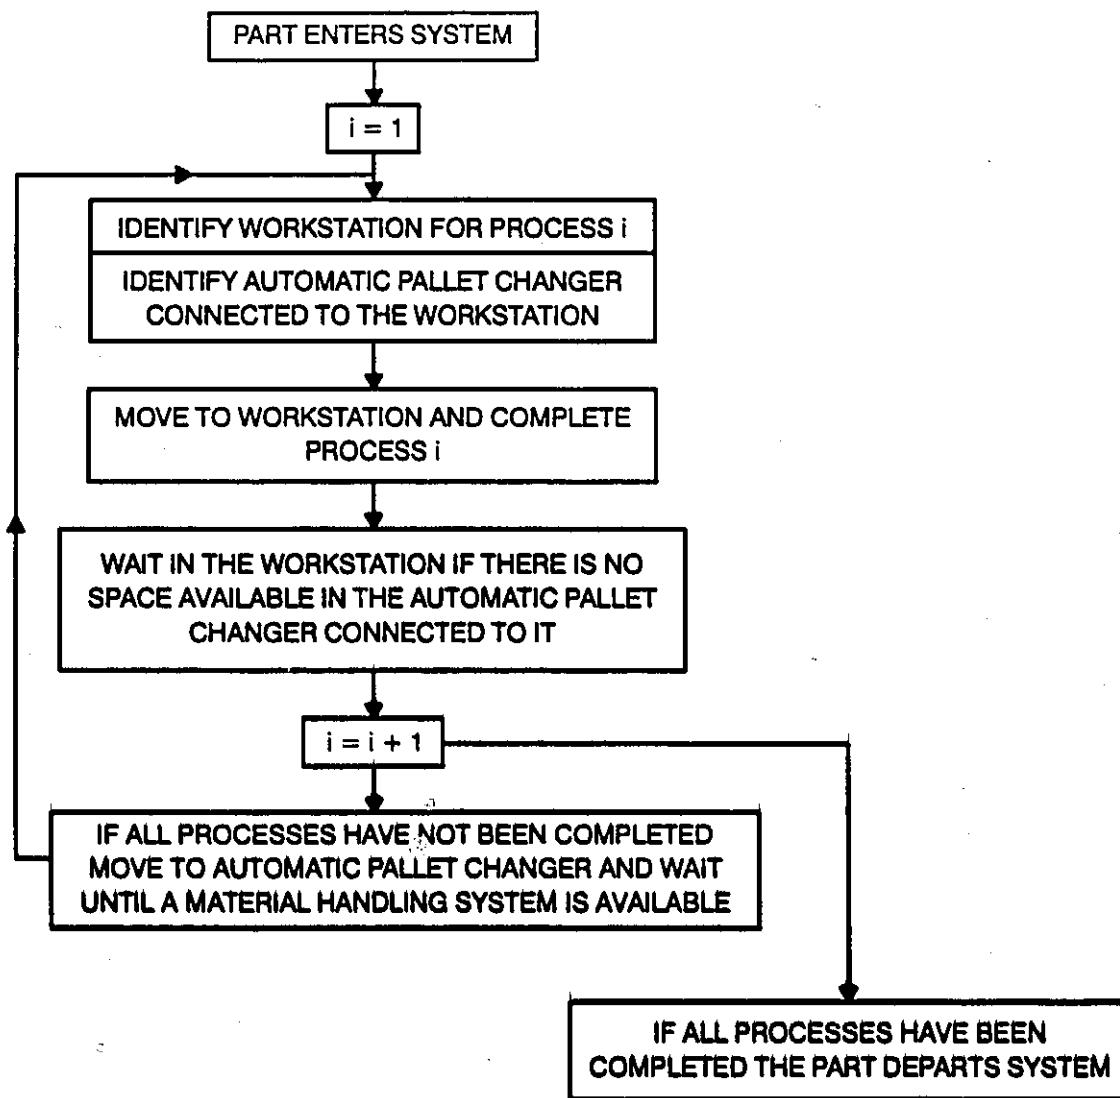 PART ENTERS SYSTEM
i = 1
IDENTIFY WORKSTATION FOR PROCESS i
IDENTIFY AUTOMATIC PALLET CHANGER
CONNECTED TO THE WORKSTATION
MOVE TO WORKSTATION AND COMPLETE
PROCESS i
WAIT IN THE WORKSTATION IF THERE IS NO
SPACE AVAILABLE IN THE AUTOMATIC PALLET
CHANGER CONNECTED TO IT
i = i + 1
IF ALL PROCESSES HAVE NOT BEEN COMPLETED
MOVE TO AUTOMATIC PALLET CHANGER AND WAIT
UNTIL A MATERIAL HANDLING SYSTEM IS AVAILABLE
IF ALL PROCESSES HAVE BEEN
COMPLETED THE PART DEPARTS SYSTEM